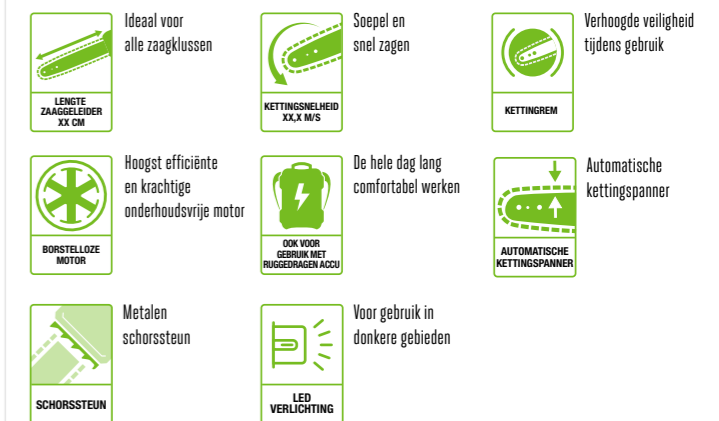 Ideaal voor
alle zaagklussen
LENGTE
ZAAGGELEIDER
XX CM
Soepel en
snel zagen
KETTINGSNELHEID
XX,X M/S
Verhoogde veiligheid
tijdens gebruik
KETTINGREM
Hoogst efficiënte
en krachtige
onderhoudsvrije motor
BORSTELLOZE
MOTOR
De hele dag lang
comfortabel werken
OOK VOOR
GEBRUIK MET
RUGGEDRAGEN ACCU
Automatische
kettingspanner
AUTOMATISCHE
KETTINGSPANNER
Metalen
schorssteun
SCHORSSTEUN
Voor gebruik in
donkere gebieden
LED
VERLICHTING